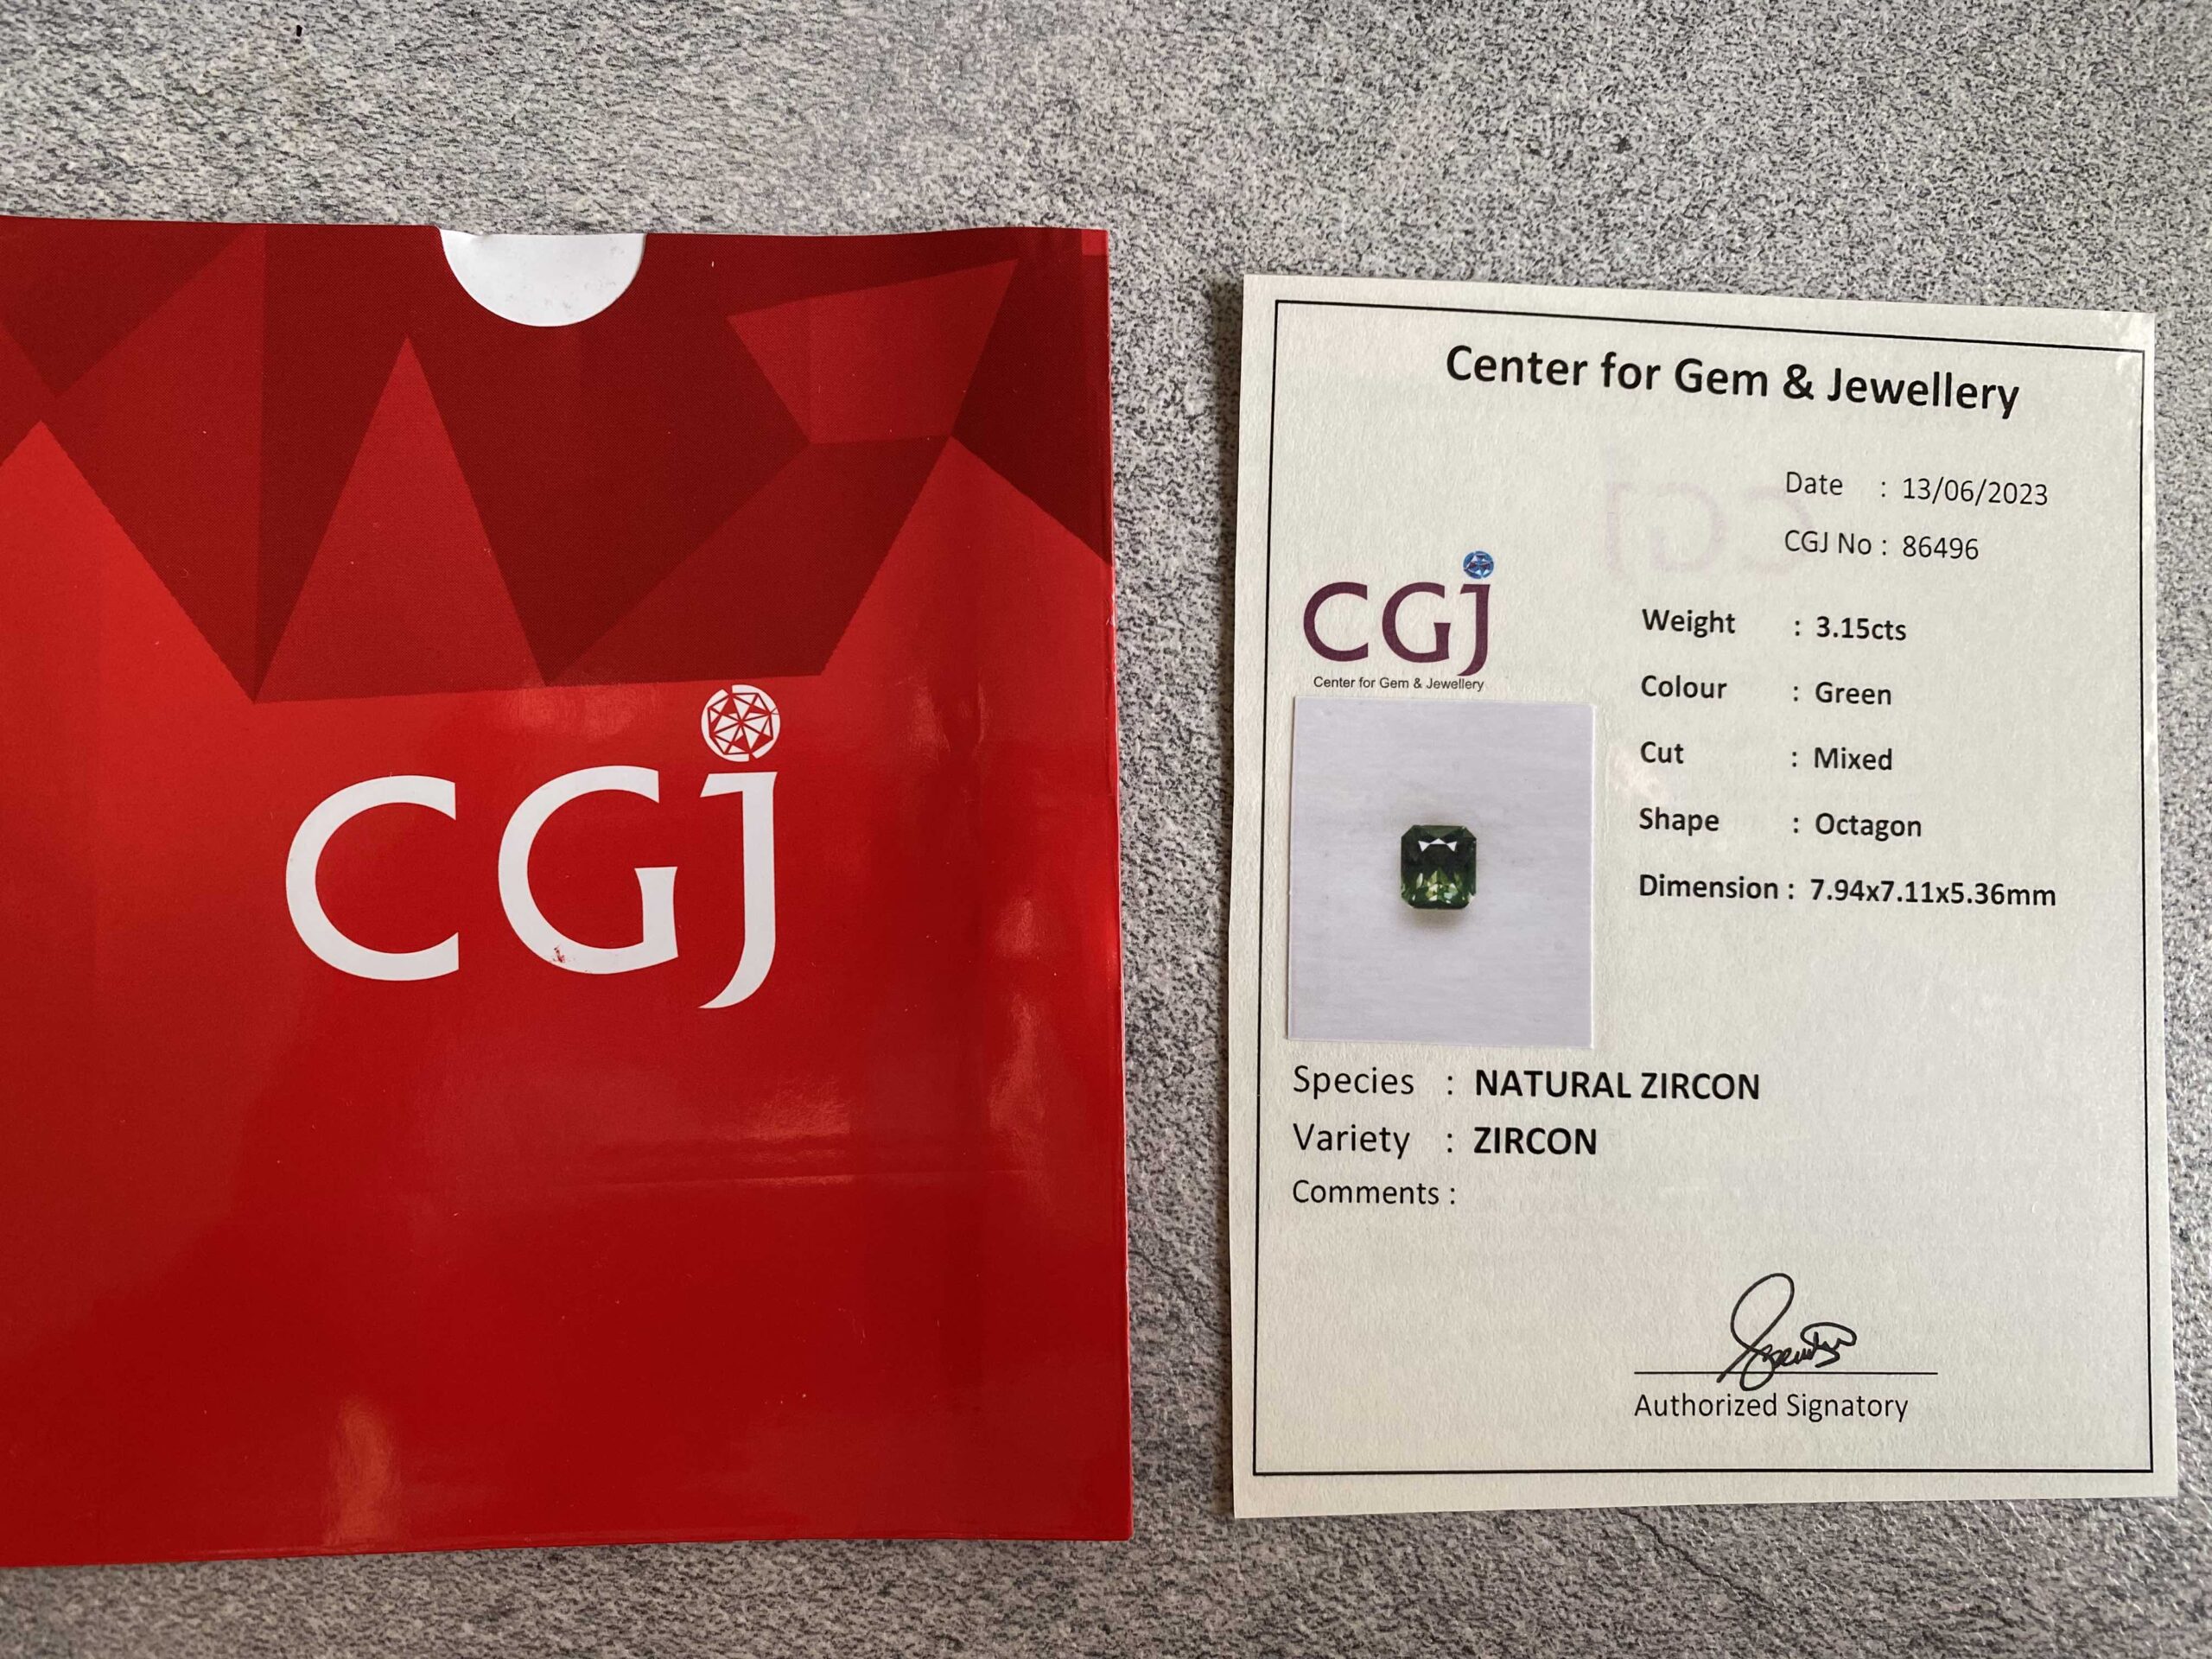 CGJ
Center for Gem & Jewellery
Date : 13/06/2023
CGJ No : 86496
CGJ
Center for Gem & Jewellery
Weight : 3.15cts
Colour : Green
Cut : Mixed
Shape : Octagon
Dimension : 7.94x7.11x5.36mm
Species : NATURAL ZIRCON
Variety : ZIRCON
Comments :
Authorized Signatory